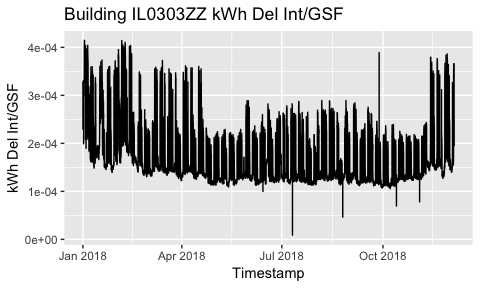 Building IL0303ZZ kWh Del Int/GSF
kWh Del Int/GSF
4e-04
3e-04
2e-04
1e-04
0e+00
Jan 2018
Apr 2018
Jul 2018
Oct 2018
Timestamp